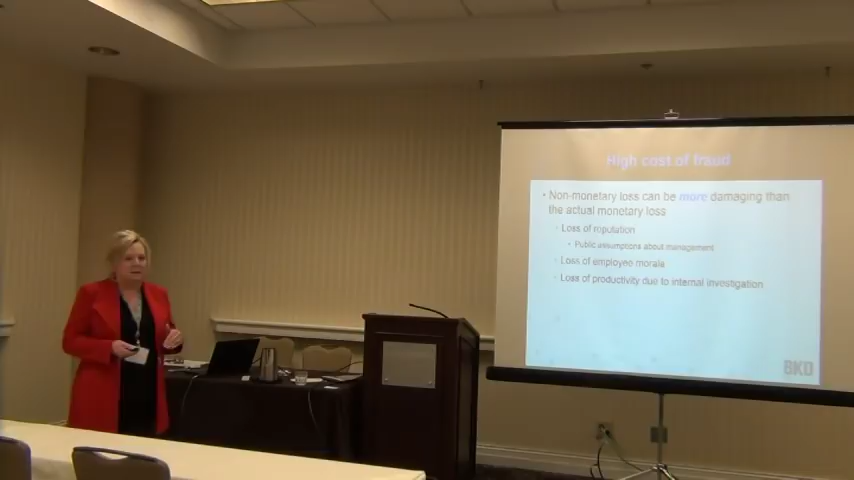 High cost of fraud
• Non-monetary loss can be more damaging than
the actual monetary loss
Loss of reputation
• Public assumptions about management
Loss of employee morale
Loss of productivity due to internal investigation
BKD